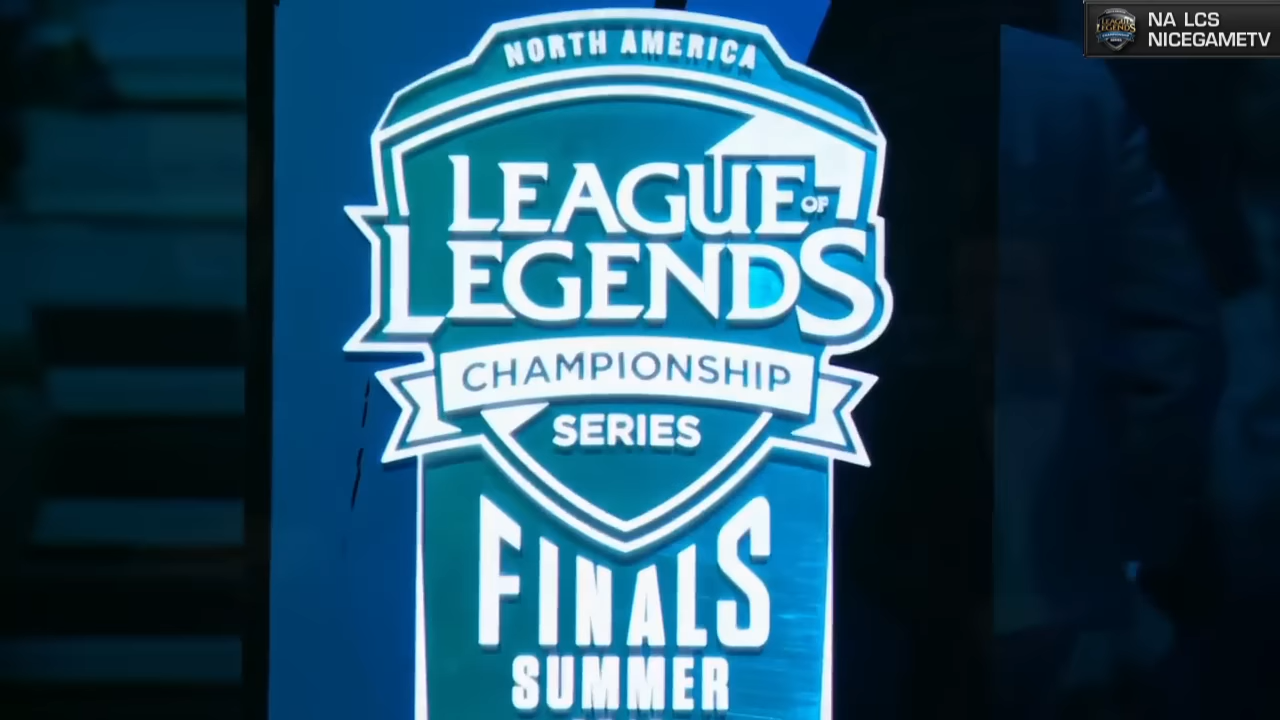 NORTH AMERICA
LEAGUE OF
LEGENDS
CHAMPIONSHIP
SERIES
FINALS
SUMMER
NA LCS
NICEGAMETV